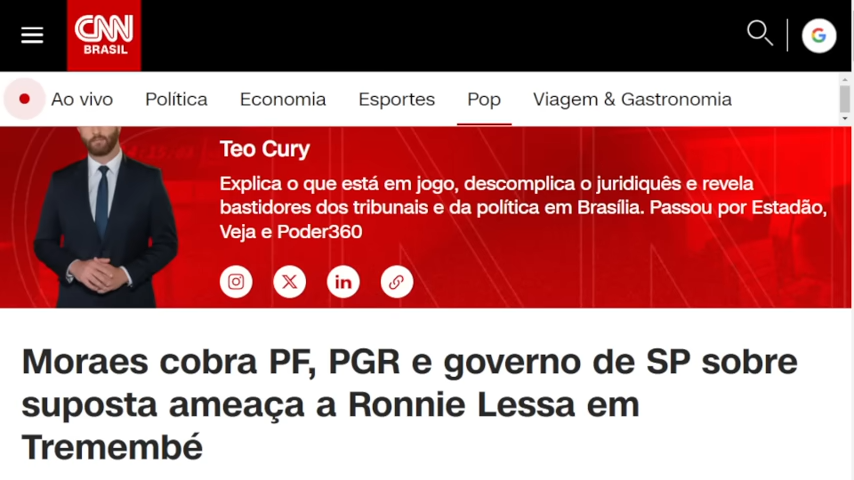 CNN
BRASIL
Ao vivo Política Economia Esportes Pop Viagem & Gastronomia
Teo Cury
Explica o que está em jogo, descomplica o juridiquês e revela
bastidores dos tribunais e da política em Brasília. Passou por Estadão,
Veja e Poder360
Moraes cobra PF, PGR e governo de SP sobre
suposta ameaça a Ronnie Lessa em
Tremembé